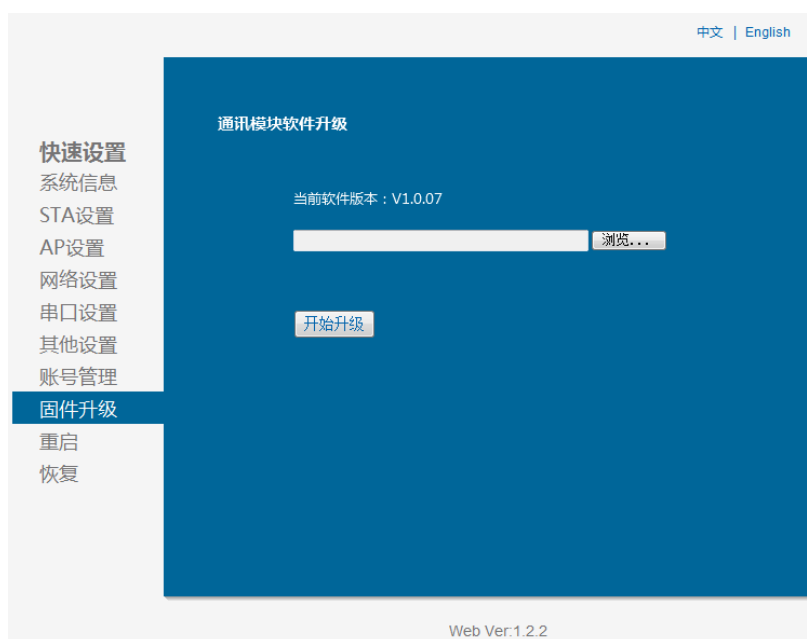 中文 | English
通讯模块软件升级
快速设置
系统信息
STA设置
AP设置
网络设置
串口设置
其他设置
账号管理
固件升级
重启
恢复
当前软件版本：V1.0.07
浏览...
开始升级
Web Ver:1.2.2